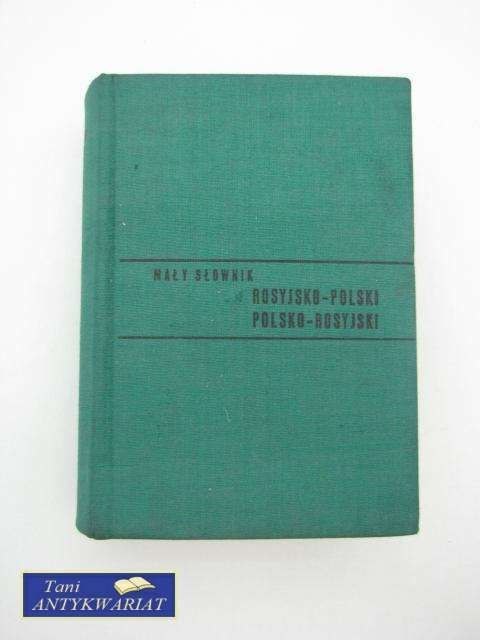 MAŁY SŁOWNIK
ROSYJSKO-POLSKI
POLSKO-ROSYJSKI
Tani
ANTYKWARIAT